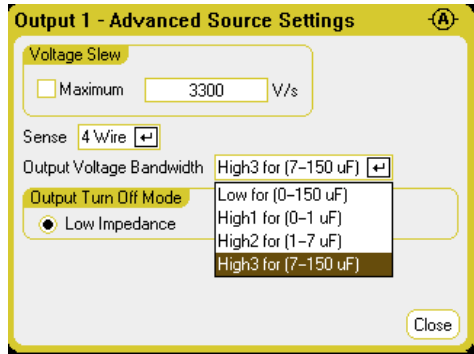 Output 1 - Advanced Source Settings
A
Voltage Slew
Maximum 3300 V/s
Sense 4 Wire
Output Voltage Bandwidth High3 for (7-150 uF)
Low for (0-150 uF)
High1 for (0-1 uF)
High2 for (1-7 uF)
High3 for (7-150 uF)
Output Turn Off Mode
Low Impedance
Close